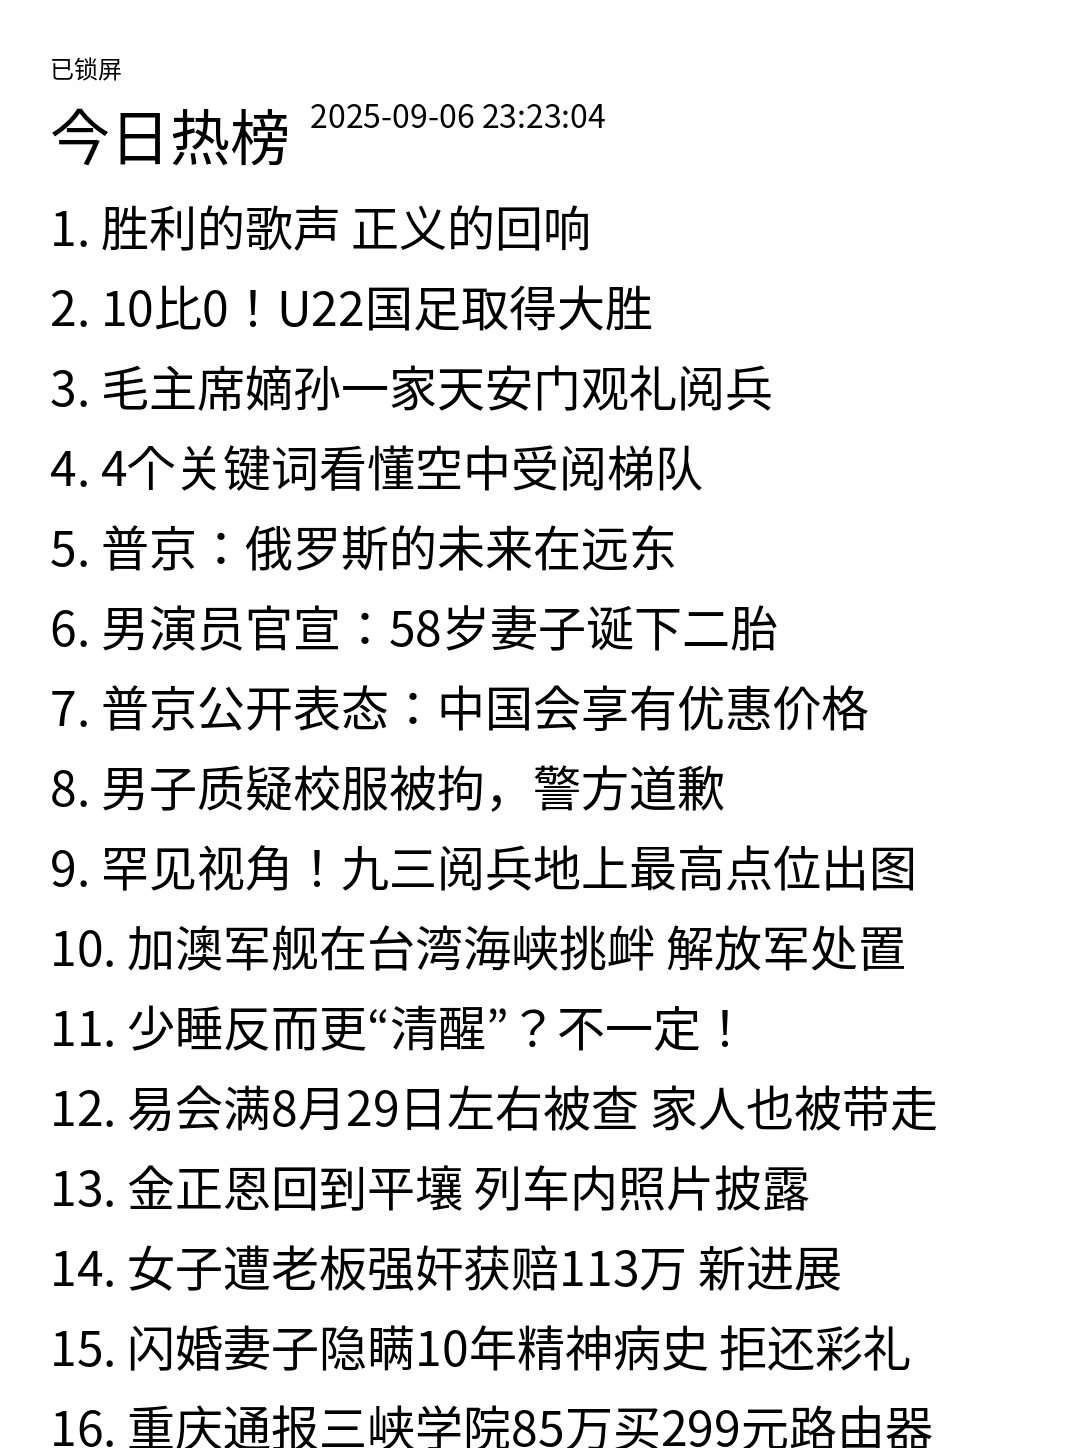 已锁屏
今日热榜 2025-09-06 23:23:04
1. 胜利的歌声 正义的回响
2. 10比0！U22国足取得大胜
3. 毛主席嫡孙一家天安门观礼阅兵
4. 4个关键词看懂空中受阅梯队
5. 普京：俄罗斯的未来在远东
6. 男演员官宣：58岁妻子诞下二胎
7. 普京公开表态：中国会享有优惠价格
8. 男子质疑校服被拘，警方道歉
9. 罕见视角！九三阅兵地上最高点位出图
10. 加澳军舰在台湾海峡挑衅 解放军处置
11. 少睡反而更“清醒”？不一定！
12. 易会满8月29日左右被查 家人也被带走
13. 金正恩回到平壤 列车内照片披露
14. 女子遭老板强奸获赔113万 新进展
15. 闪婚妻子隐瞒10年精神病史 拒还彩礼
16. 重庆通报三峡学院85万买299元路由器